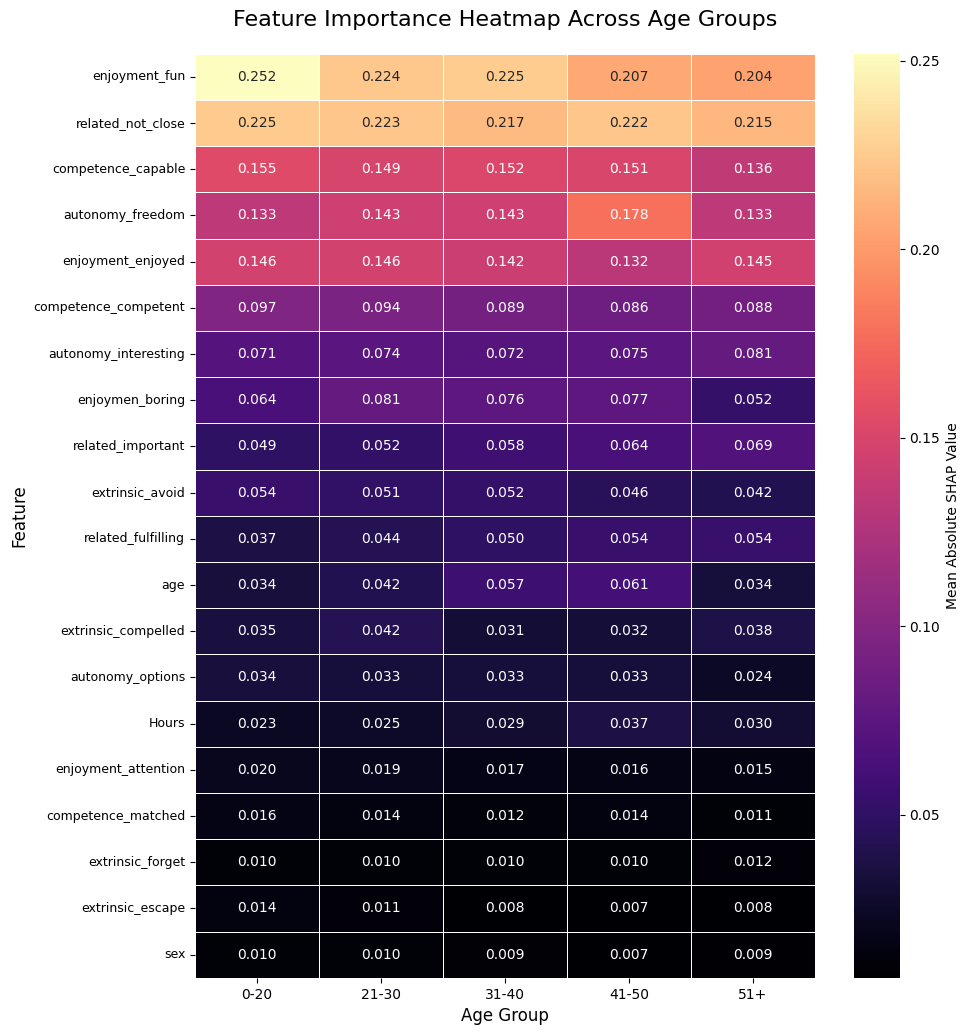 Feature Importance Heatmap Across Age Groups
enjoyment_fun 0.252 0.224 0.225 0.207 0.204
related_not_close 0.225 0.223 0.217 0.222 0.215
competence_capable 0.155 0.149 0.152 0.151 0.136
autonomy_freedom 0.133 0.143 0.143 0.178 0.133
enjoyment_enjoyed 0.146 0.146 0.142 0.132 0.145
competence_competent 0.097 0.094 0.089 0.086 0.088
autonomy_interesting 0.071 0.074 0.072 0.075 0.081
enjoymen_boring 0.064 0.081 0.076 0.077 0.052
related_important 0.049 0.052 0.058 0.064 0.069
extrinsic_avoid 0.054 0.051 0.052 0.046 0.042
related_fulfilling 0.037 0.044 0.050 0.054 0.054
age 0.034 0.042 0.057 0.061 0.034
extrinsic_compelled 0.035 0.042 0.031 0.032 0.038
autonomy_options 0.034 0.033 0.033 0.033 0.024
Hours 0.023 0.025 0.029 0.037 0.030
enjoyment_attention 0.020 0.019 0.017 0.016 0.015
competence_matched 0.016 0.014 0.012 0.014 0.011
extrinsic_forget 0.010 0.010 0.010 0.010 0.012
extrinsic_escape 0.014 0.011 0.008 0.007 0.008
sex 0.010 0.010 0.009 0.007 0.009
0-20 21-30 31-40 41-50 51+
Age Group
Feature
0.25
0.20
0.15
0.10
0.05
Mean Absolute SHAP Value